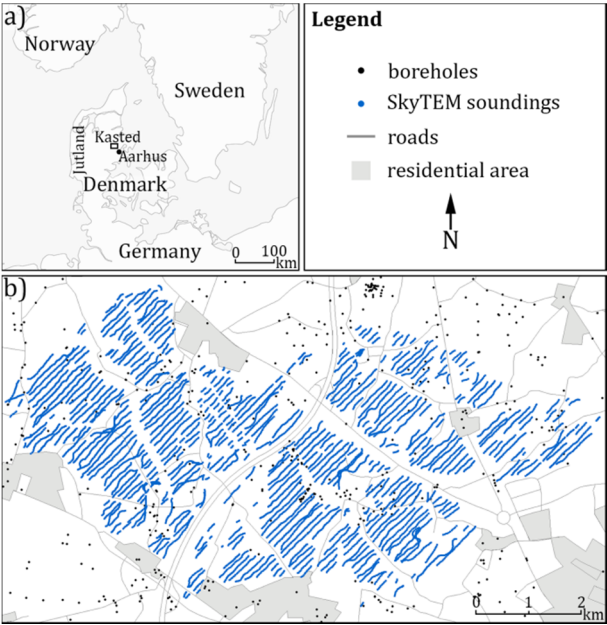 a)
Norway
Sweden
Jutland
Kasted
Aarhus
Denmark
Germany
0 100
km
Legend
boreholes
SkyTEM soundings
roads
residential area
N
b)
0 1 2
km